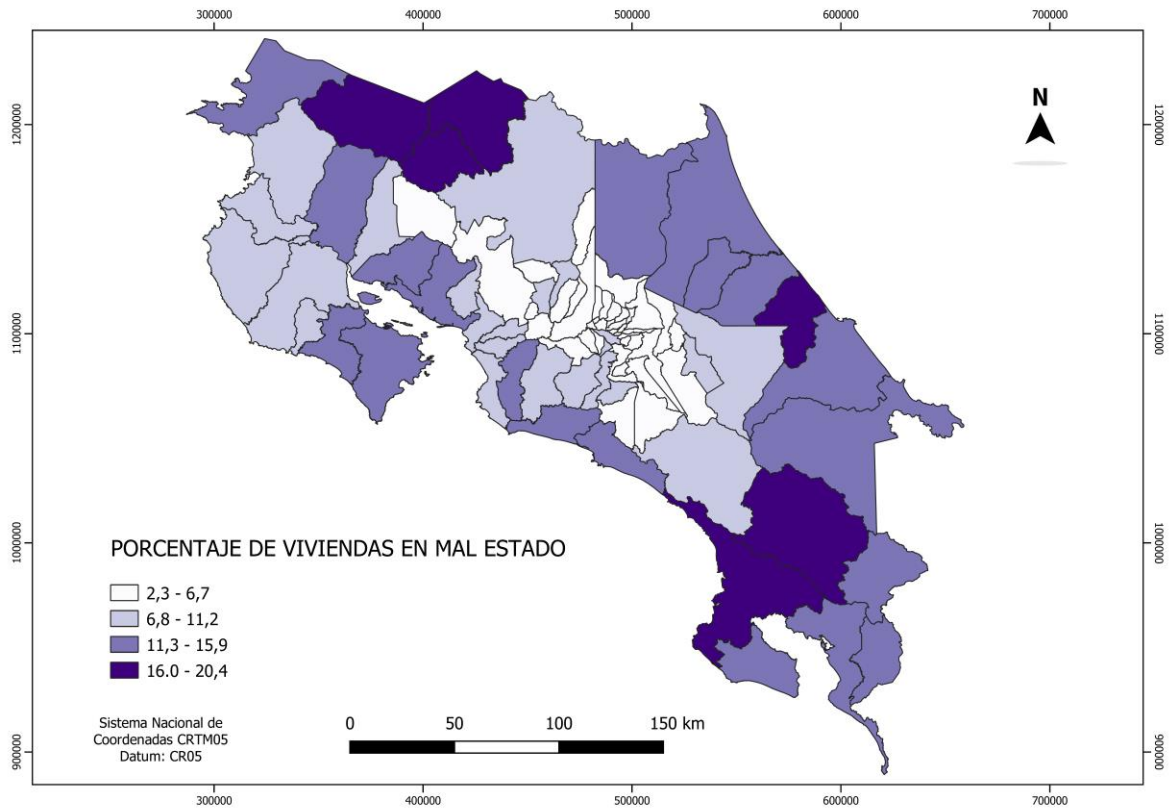 300000 400000 500000 600000 700000
1200000 1200000
N
1100000 1100000
1000000 1000000
PORCENTAJE DE VIVIENDAS EN MAL ESTADO
2,3 - 6,7
6,8 - 11,2
11,3 - 15,9
16.0 - 20,4
Sistema Nacional de
Coordenadas CRTM05
Datum: CR05
0 50 100 150 km
900000 900000
300000 400000 500000 600000 700000